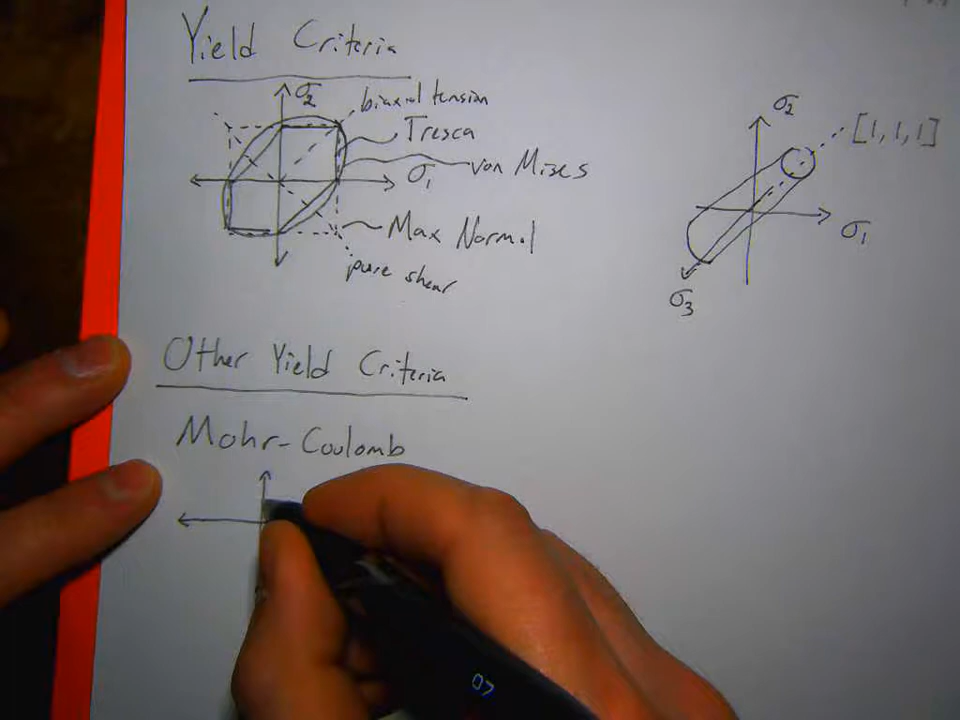 Yield Criteria
σ2
biaxial tension
Tresca
σ1
von Mises
Max Normal
pure shear
σ2
[1, 1, 1]
σ1
σ3
Other Yield Criteria
Mohr-Coulomb